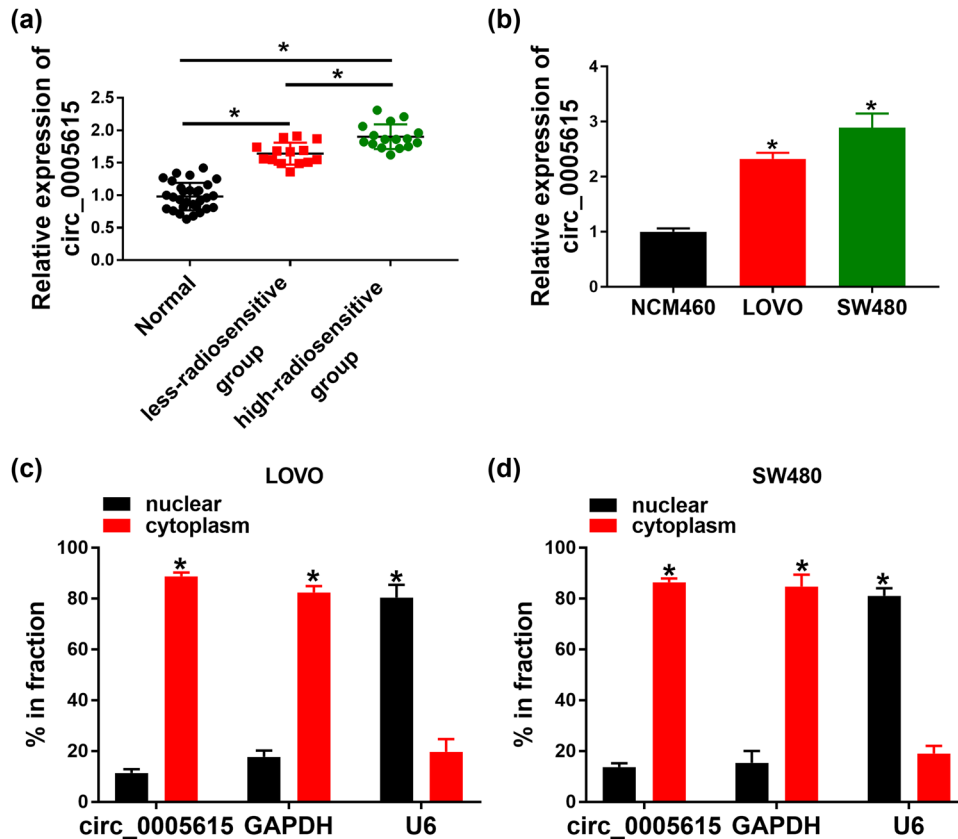 (a)
Relative expression of
circ_0005615
2.5
2.0
1.5
1.0
0.5
0.0
*
*
*
Normal
less-radiosensitive
group
high-radiosensitive
group
(b)
Relative expression of
circ_0005615
4
3
2
1
0
*
*
NCM460
LOVO
SW480
(c)
LOVO
nuclear
cytoplasm
% in fraction
100
80
60
40
20
0
*
*
*
circ_0005615
GAPDH
U6
(d)
SW480
nuclear
cytoplasm
% in fraction
100
80
60
40
20
0
*
*
*
circ_0005615
GAPDH
U6